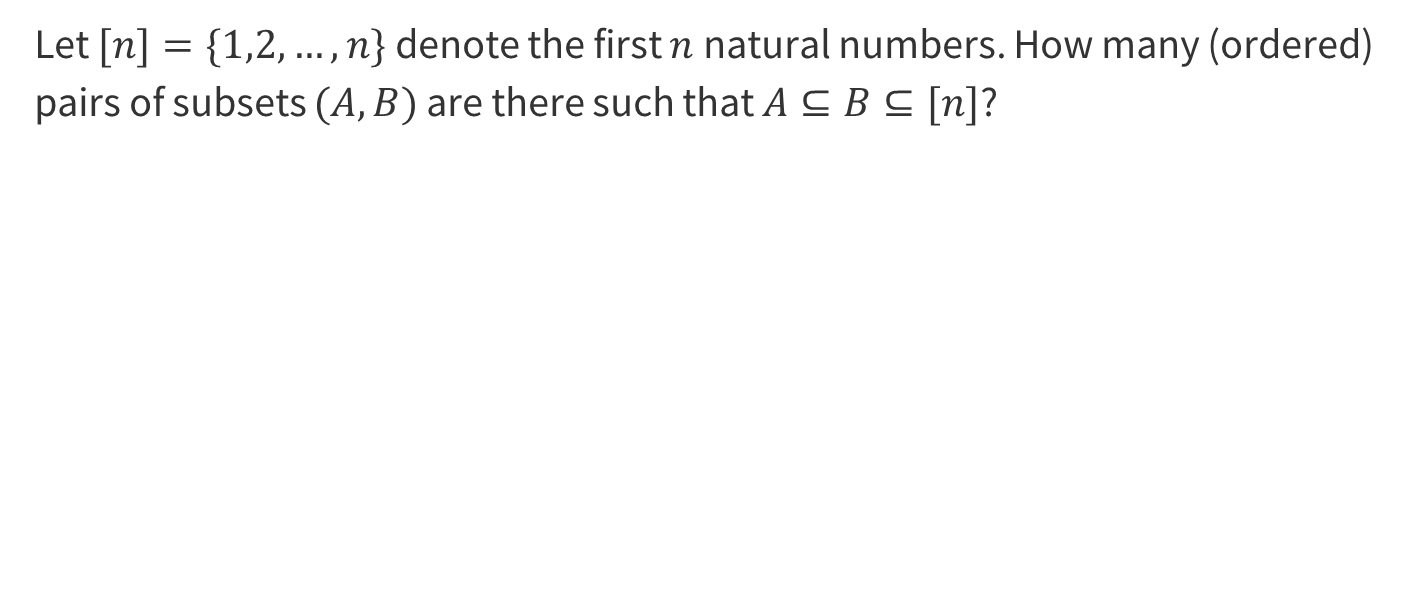 Let [n] = {1,2, ... , n} denote the first n natural numbers. How many (ordered)
pairs of subsets (A, B) are there such that A ⊆ B ⊆ [n]?